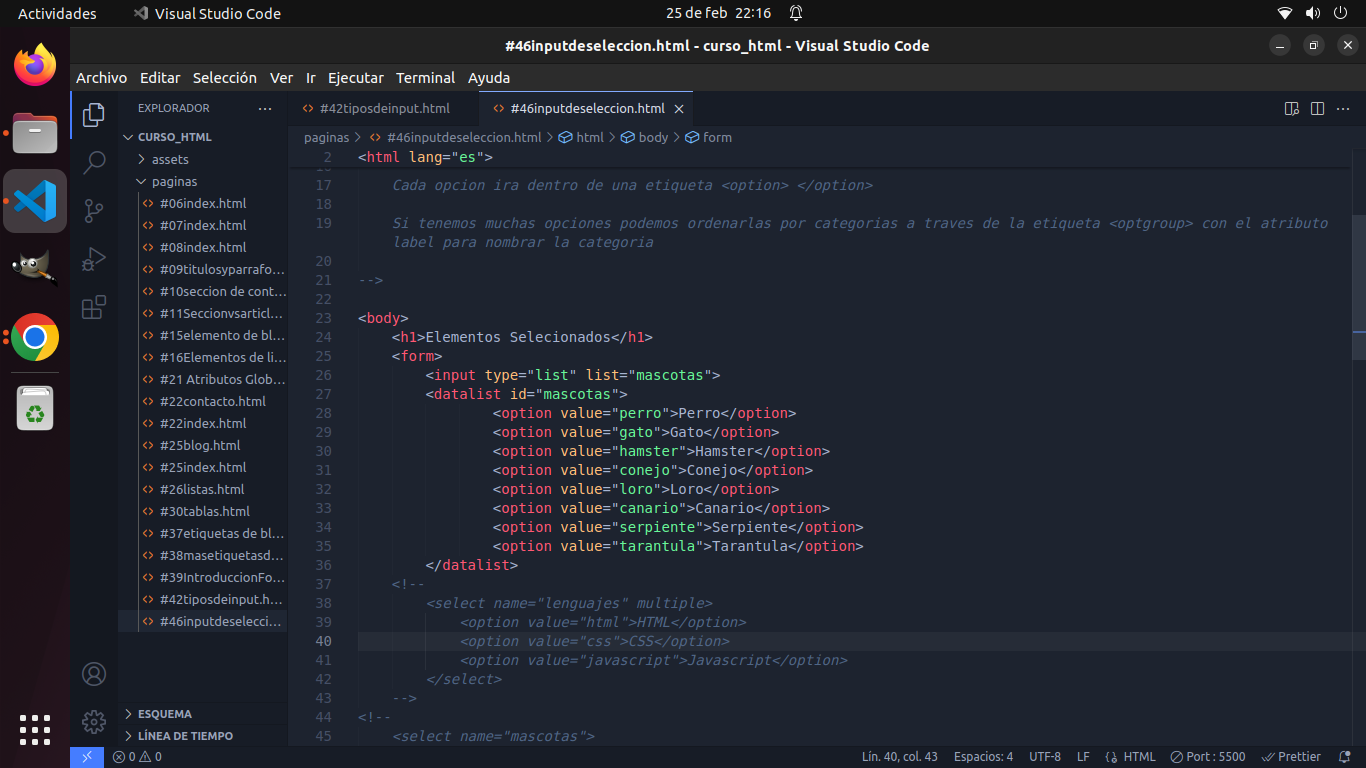 Actividades
Visual Studio Code
25 de feb 22:16
#46inputdeseleccion.html - curso_html - Visual Studio Code
Archivo Editar Selección Ver Ir Ejecutar Terminal Ayuda
EXPLORADOR
CURSO_HTML
assets
paginas
#06index.html
#07index.html
#08index.html
#09titulosyparrafo...
#10seccion de cont...
#11Seccionvsarticl...
#15elemento de bl...
#16Elementos de li...
#21 Atributos Glob...
#22contacto.html
#22index.html
#25blog.html
#25index.html
#26listas.html
#30tablas.html
#37etiquetas de bl...
#38masetiquetasd...
#39IntroduccionFo...
#42tiposdeinput.h...
#46inputdeselecci...
ESQUEMA
LÍNEA DE TIEMPO
#42tiposdeinput.html
#46inputdeseleccion.html
paginas > #46inputdeseleccion.html > html > body > form
2 <html lang="es">
17 Cada opcion ira dentro de una etiqueta <option> </option>
18
19 Si tenemos muchas opciones podemos ordenarlas por categorias a traves de la etiqueta <optgroup> con el atributo
label para nombrar la categoria
20
21 -->
22
23 <body>
24 <h1>Elementos Selecionados</h1>
25 <form>
26 <input type="list" list="mascotas">
27 <datalist id="mascotas">
28 <option value="perro">Perro</option>
29 <option value="gato">Gato</option>
30 <option value="hamster">Hamster</option>
31 <option value="conejo">Conejo</option>
32 <option value="loro">Loro</option>
33 <option value="canario">Canario</option>
34 <option value="serpiente">Serpiente</option>
35 <option value="tarantula">Tarantula</option>
36 </datalist>
37 <!--
38 <select name="lenguajes" multiple>
39 <option value="html">HTML</option>
40 <option value="css">CSS</option>
41 <option value="javascript">Javascript</option>
42 </select>
43 -->
44 <!--
45 <select name="mascotas">
0 0
Lín. 40, col. 43 Espacios: 4 UTF-8 LF HTML Port : 5500 Prettier